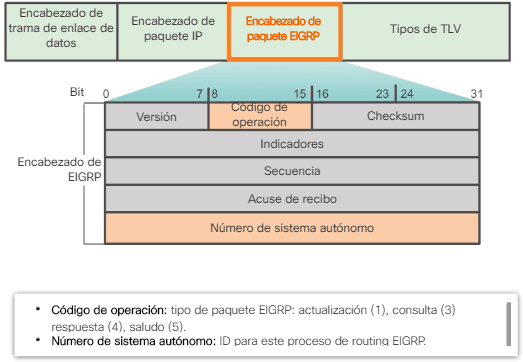 Encabezado de
trama de enlace de
datos
Encabezado de
paquete IP
Encabezado de
paquete EIGRP
Tipos de TLV
Bit 0 7 8 15 16 23 24 31
Versión
Código de
operación
Checksum
Encabezado de
EIGRP
Indicadores
Secuencia
Acuse de recibo
Número de sistema autónomo
• Código de operación: tipo de paquete EIGRP: actualización (1), consulta (3)
respuesta (4), saludo (5).
• Número de sistema autónomo: ID para este proceso de routing EIGRP.